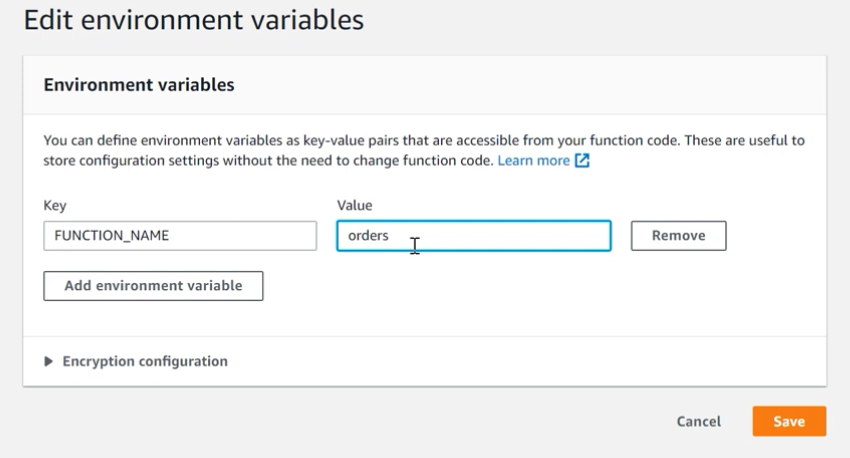 Edit environment variables
Environment variables
You can define environment variables as key-value pairs that are accessible from your function code. These are useful to
store configuration settings without the need to change function code. Learn more
Key Value
FUNCTION_NAME orders Remove
Add environment variable
Encryption configuration
Cancel Save